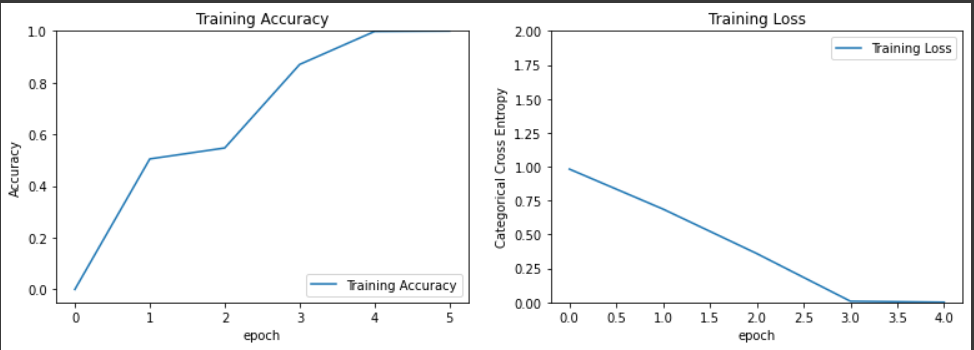 Training Accuracy
1.0
0.8
0.6
0.4
0.2
0.0
Accuracy
Training Accuracy
0 1 2 3 4 5
epoch
Training Loss
2.00
1.75
1.50
1.25
1.00
0.75
0.50
0.25
0.00
Categorical Cross Entropy
Training Loss
0.0 0.5 1.0 1.5 2.0 2.5 3.0 3.5 4.0
epoch